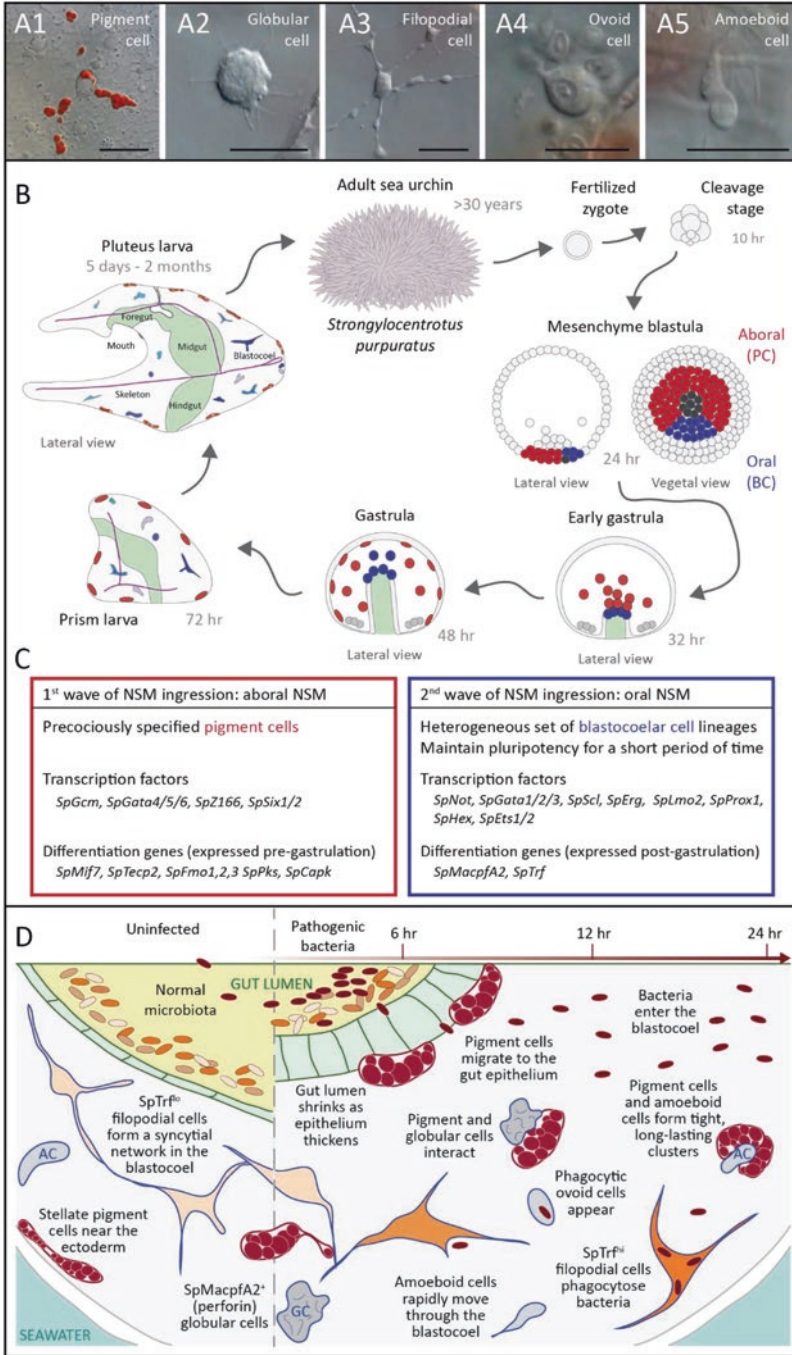 A1
Pigment
cell
A2
Globular
cell
A3
Filopodial
cell
A4
Ovoid
cell
A5
Amoeboid
cell
B
Adult sea urchin
>30 years
Strongylocentrotus
purpuratus
Fertilized
zygote
Cleavage
stage
10 hr
Mesenchyme blastula
Aboral
(PC)
Oral
(BC)
24 hr
Lateral view
Vegetal view
Early gastrula
32 hr
Lateral view
Gastrula
48 hr
Lateral view
Prism larva
72 hr
Pluteus larva
5 days - 2 months
Foregut
Mouth
Midgut
Blastocoel
Skeleton
Hindgut
Lateral view
C
1st wave of NSM ingression: aboral NSM
Precociously specified pigment cells
Transcription factors
SpGcm, SpGata4/5/6, SpZ166, SpSix1/2
Differentiation genes (expressed pre-gastrulation)
SpMif7, SpTecp2, SpFmo1,2,3 SpPks, SpCapk
2nd wave of NSM ingression: oral NSM
Heterogeneous set of blastocoelar cell lineages
Maintain pluripotency for a short period of time
Transcription factors
SpNot, SpGata1/2/3, SpScl, SpErg, SpLmo2, SpProx1,
SpHex, SpEts1/2
Differentiation genes (expressed post-gastrulation)
SpMacpfA2, SpTrf
D
Uninfected
Pathogenic
bacteria
6 hr
12 hr
24 hr
GUT LUMEN
Normal
microbiota
Bacteria
enter the
blastocoel
Pigment cells
migrate to the
gut epithelium
Gut lumen
shrinks as
epithelium
thickens
SpTrflo
filopodial cells
form a syncytial
network in the
blastocoel
Pigment and
globular cells
interact
Pigment cells
and amoeboid
cells form tight,
long-lasting
clusters
AC
AC
Phagocytic
ovoid cells
appear
Stellate pigment
cells near the
ectoderm
SpMacpfA2+
(perforin)
globular cells
GC
Amoeboid cells
rapidly move
through the
blastocoel
SpTrfhi
filopodial cells
phagocytose
bacteria
SEAWATER